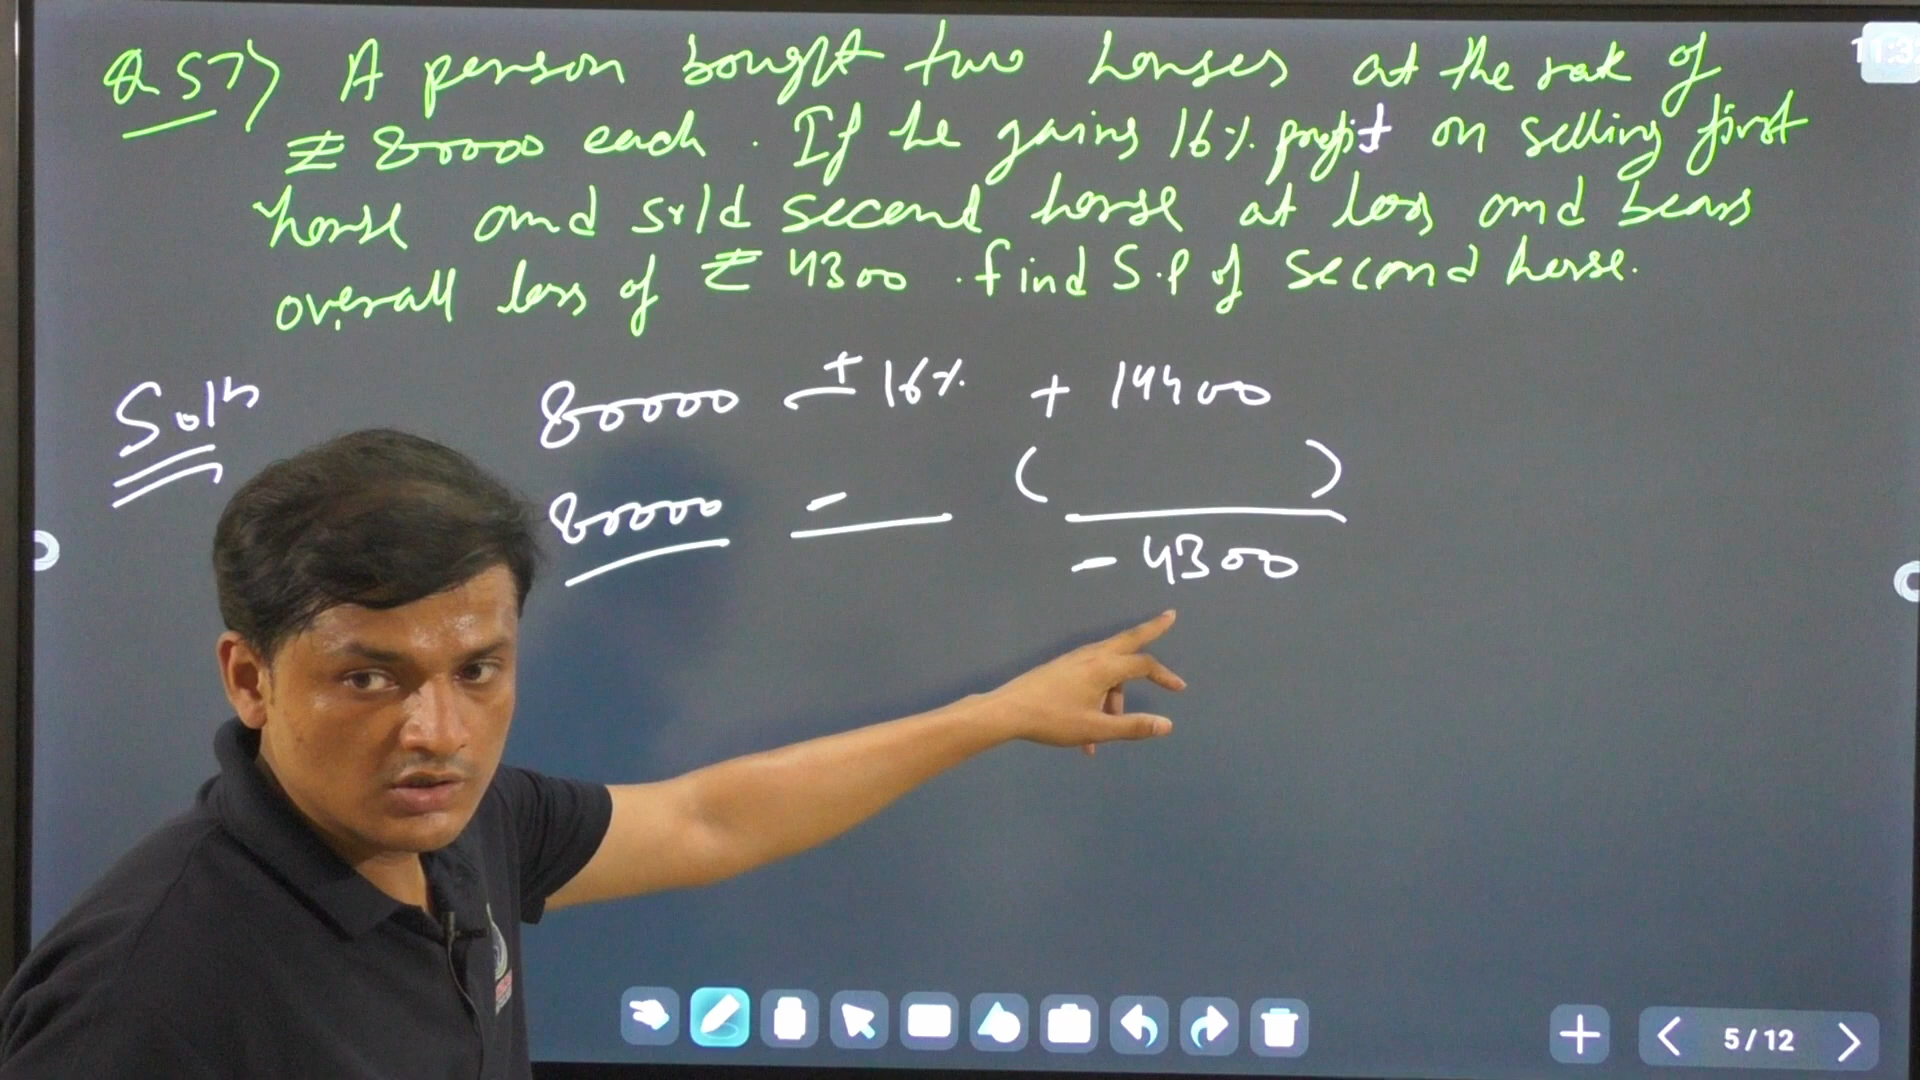 Q 57) A person bought two horses at the rate of
₹ 80000 each. If he gains 16% profit on selling first
horse and sold second horse at loss and bears
overall loss of ₹ 4300. find S.P of second horse.
Soln
80000 + 16% + 14400
( )
80000 -
- 4300
5/12